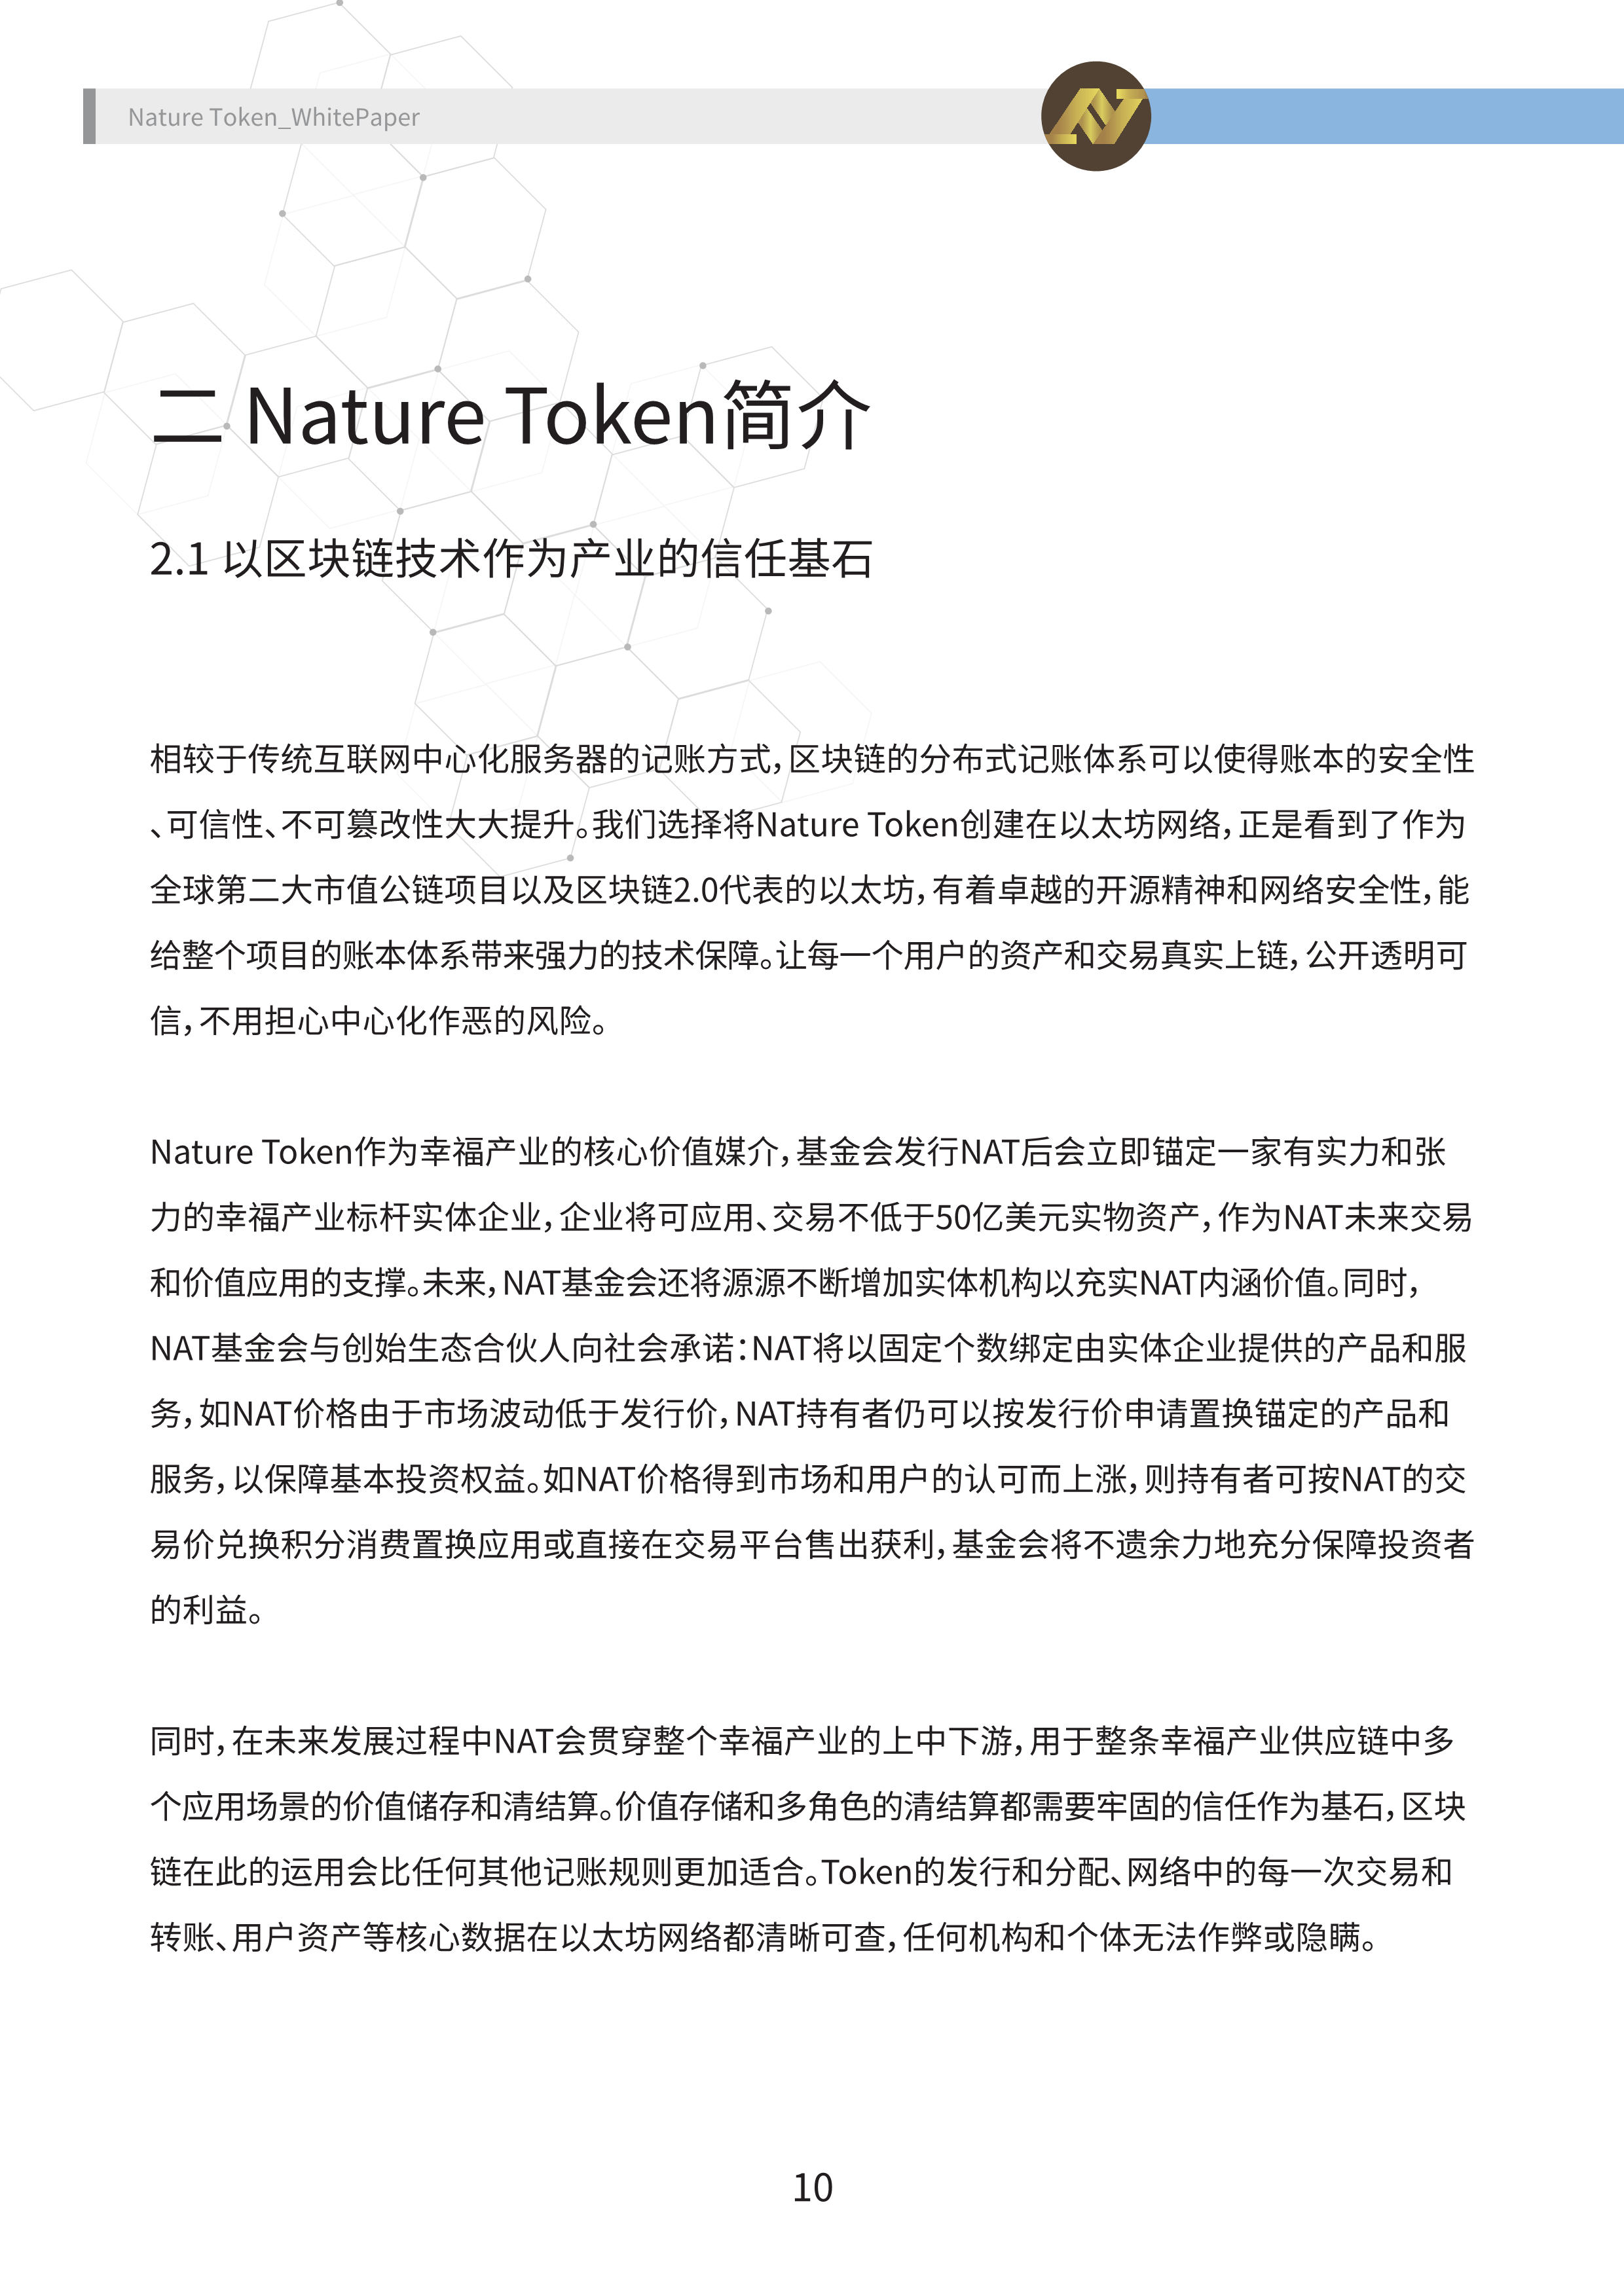 Nature Token_WhitePaper
二 Nature Token简介
2.1 以区块链技术作为产业的信任基石
相较于传统互联网中心化服务器的记账方式，区块链的分布式记账体系可以使得账本的安全性
、可信性、不可篡改性大大提升。我们选择将Nature Token创建在以太坊网络，正是看到了作为
全球第二大市值公链项目以及区块链2.0代表的以太坊，有着卓越的开源精神和网络安全性，能
给整个项目的账本体系带来强力的技术保障。让每一个用户的资产和交易真实上链，公开透明可
信，不用担心中心化作恶的风险。
Nature Token作为幸福产业的核心价值媒介，基金会发行NAT后会立即锚定一家有实力和张
力的幸福产业标杆实体企业，企业将可应用、交易不低于50亿美元实物资产，作为NAT未来交易
和价值应用的支撑。未来，NAT基金会还将源源不断增加实体机构以充实NAT内涵价值。同时，
NAT基金会与创始生态合伙人向社会承诺：NAT将以固定个数绑定由实体企业提供的产品和服
务，如NAT价格由于市场波动低于发行价，NAT持有者仍可以按发行价申请置换锚定的产品和
服务，以保障基本投资权益。如NAT价格得到市场和用户的认可而上涨，则持有者可按NAT的交
易价兑换积分消费置换应用或直接在交易平台售出获利，基金会将不遗余力地充分保障投资者
的利益。
同时，在未来发展过程中NAT会贯穿整个幸福产业的上中下游，用于整条幸福产业供应链中多
个应用场景的价值储存和清结算。价值存储和多角色的清结算都需要牢固的信任作为基石，区块
链在此的运用会比任何其他记账规则更加适合。Token的发行和分配、网络中的每一次交易和
转账、用户资产等核心数据在以太坊网络都清晰可查，任何机构和个体无法作弊或隐瞒。
10